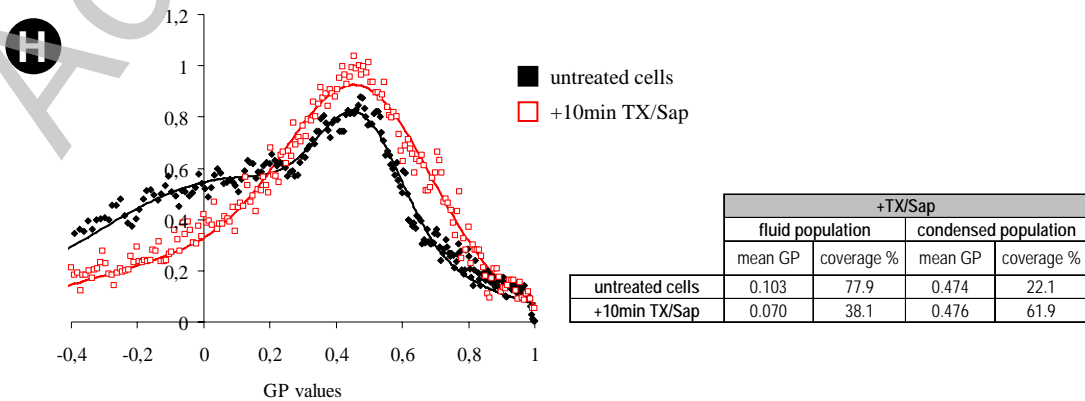 H
Ac
1,2
1
0,8
0,6
0,4
0,2
0
-0,4 -0,2 0 0,2 0,4 0,6 0,8 1
GP values
untreated cells
+10min TX/Sap
+TX/Sap
fluid population condensed population
mean GP coverage % mean GP coverage %
untreated cells 0.103 77.9 0.474 22.1
+10min TX/Sap 0.070 38.1 0.476 61.9